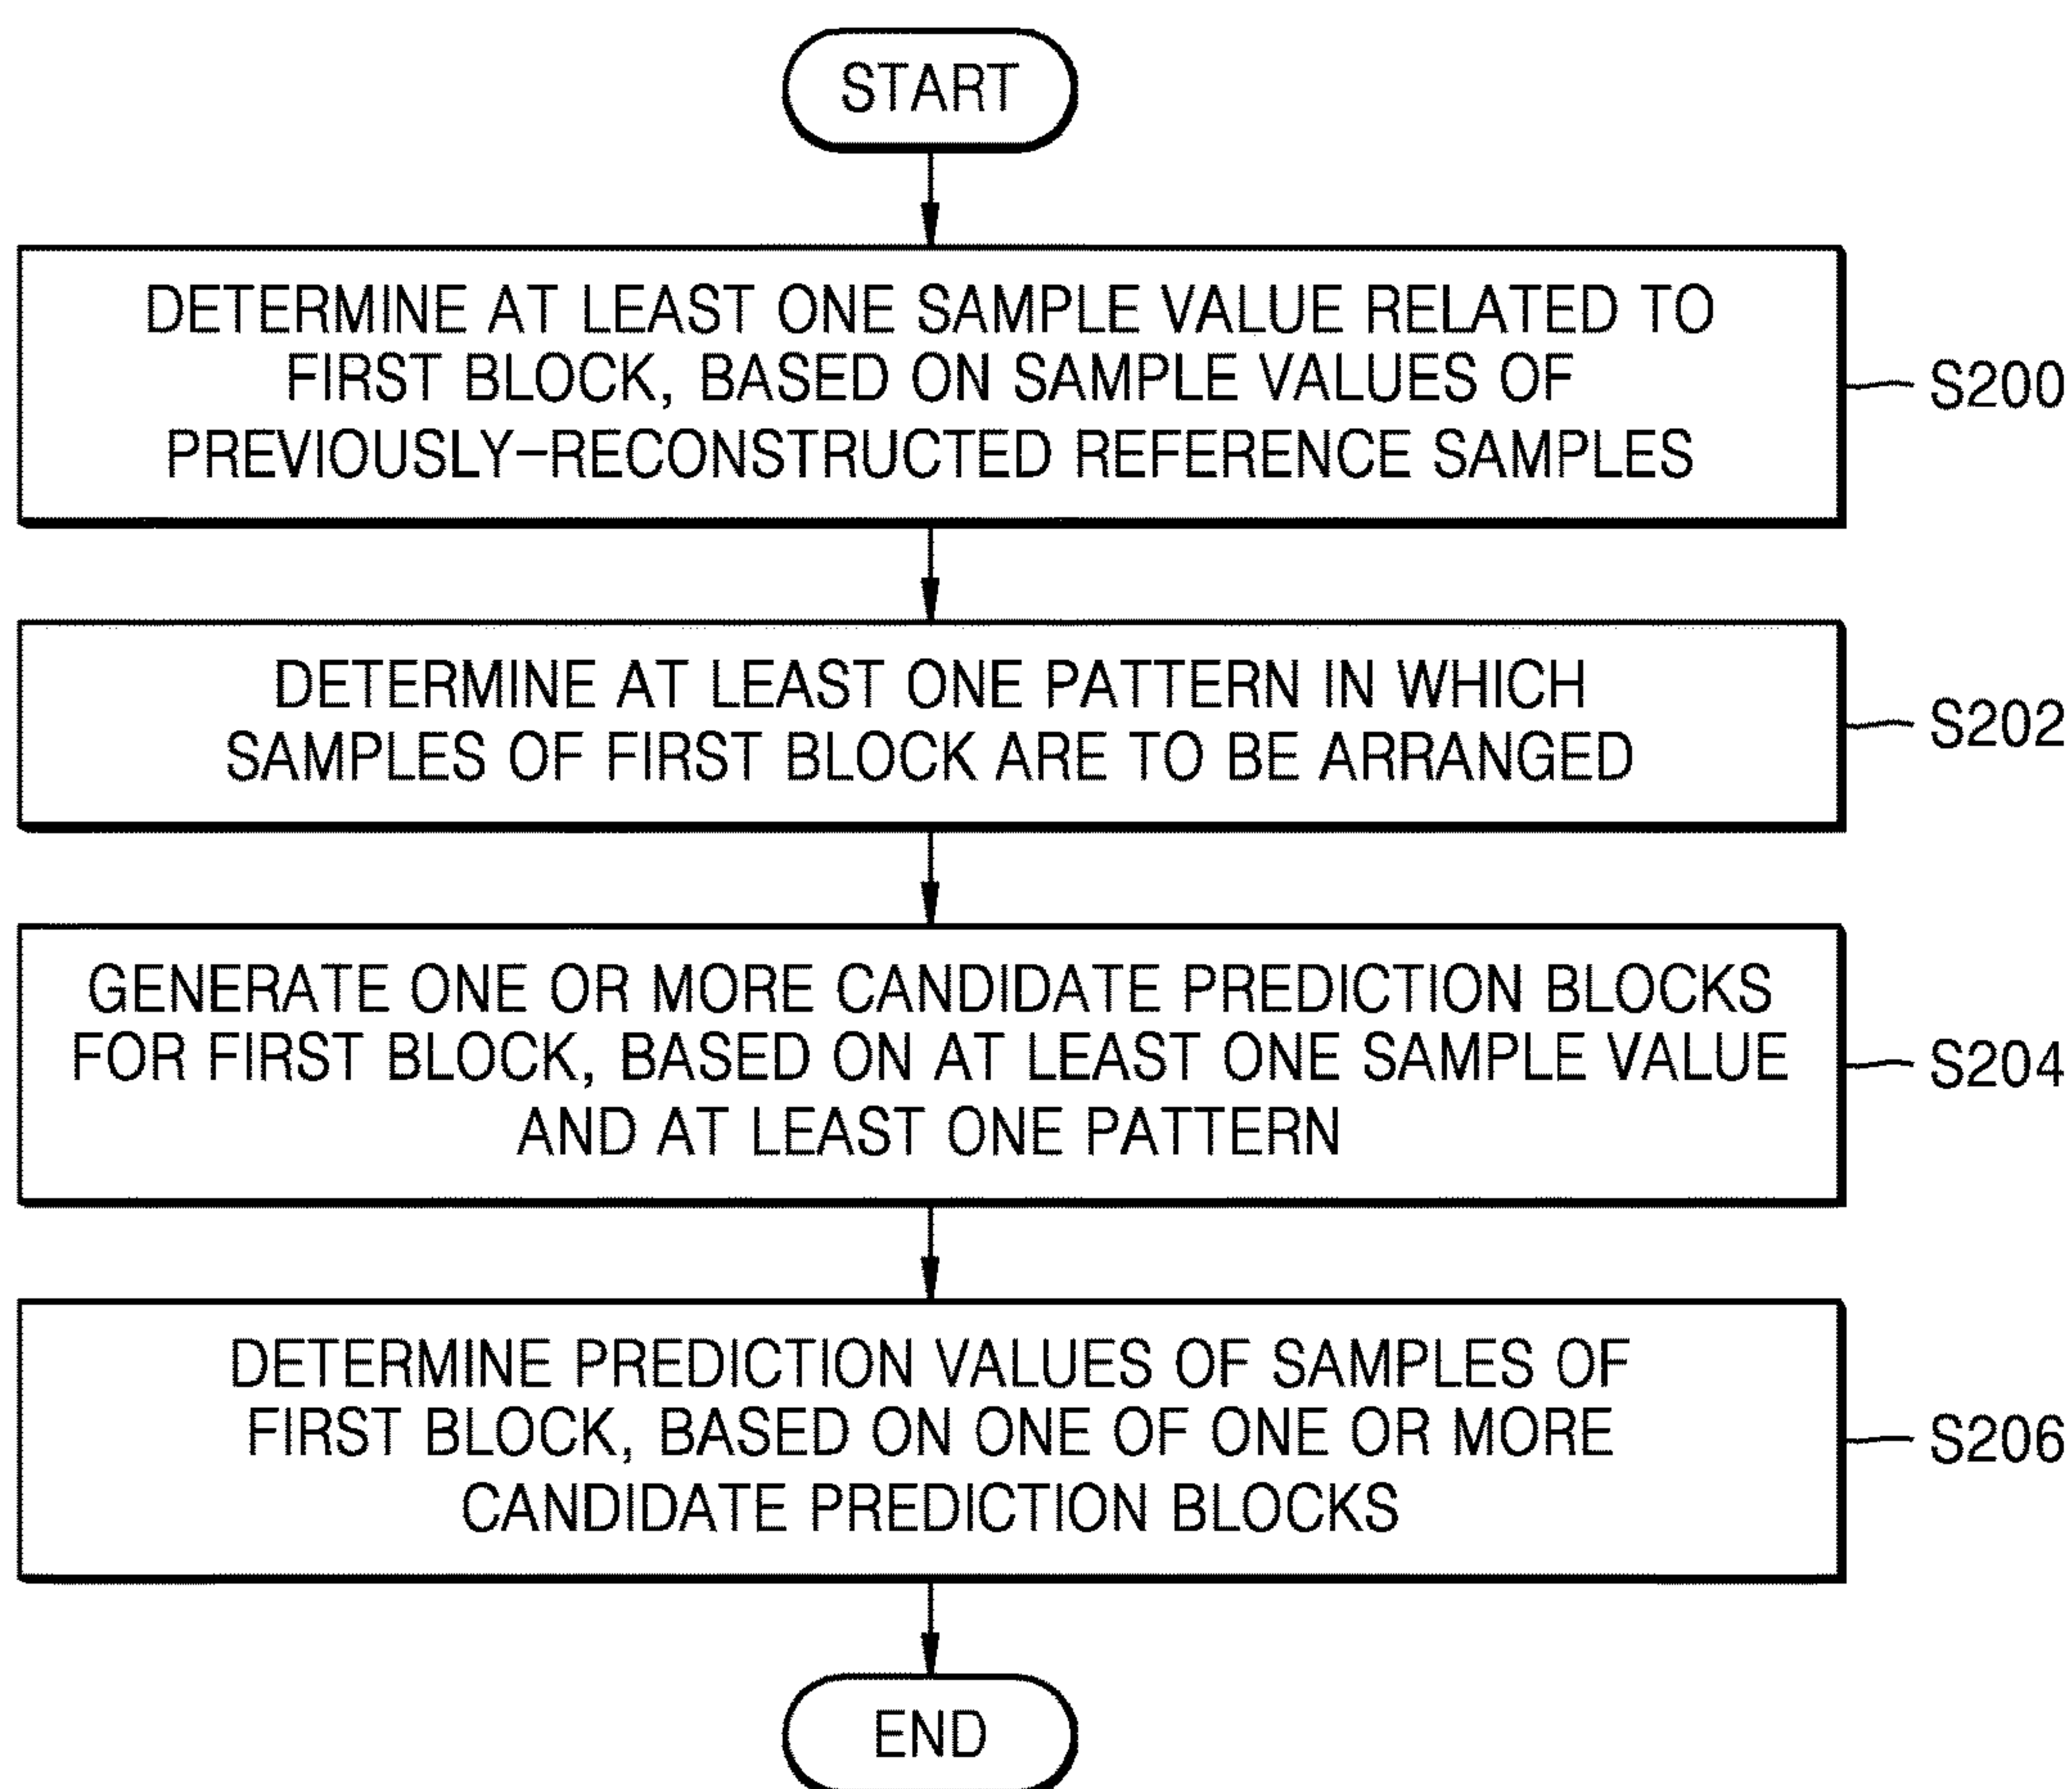 START
DETERMINE AT LEAST ONE SAMPLE VALUE RELATED TO
FIRST BLOCK, BASED ON SAMPLE VALUES OF
PREVIOUSLY-RECONSTRUCTED REFERENCE SAMPLES
S200
DETERMINE AT LEAST ONE PATTERN IN WHICH
SAMPLES OF FIRST BLOCK ARE TO BE ARRANGED
S202
GENERATE ONE OR MORE CANDIDATE PREDICTION BLOCKS
FOR FIRST BLOCK, BASED ON AT LEAST ONE SAMPLE VALUE
AND AT LEAST ONE PATTERN
S204
DETERMINE PREDICTION VALUES OF SAMPLES OF
FIRST BLOCK, BASED ON ONE OF ONE OR MORE
CANDIDATE PREDICTION BLOCKS
S206
END